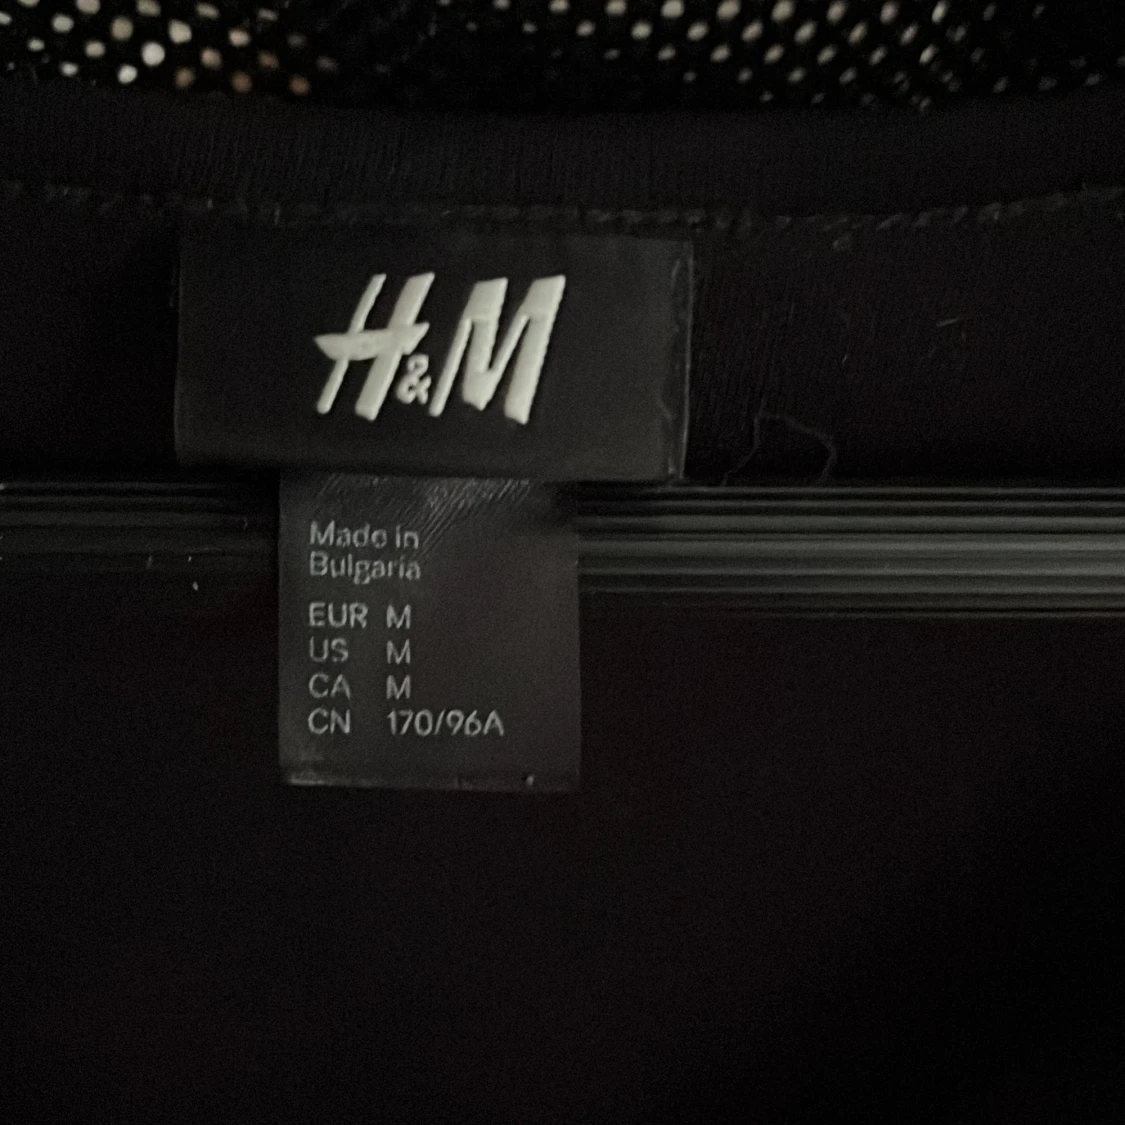 H&M
Made in
Bulgaria
EUR M
US M
CA M
CN 170/96A